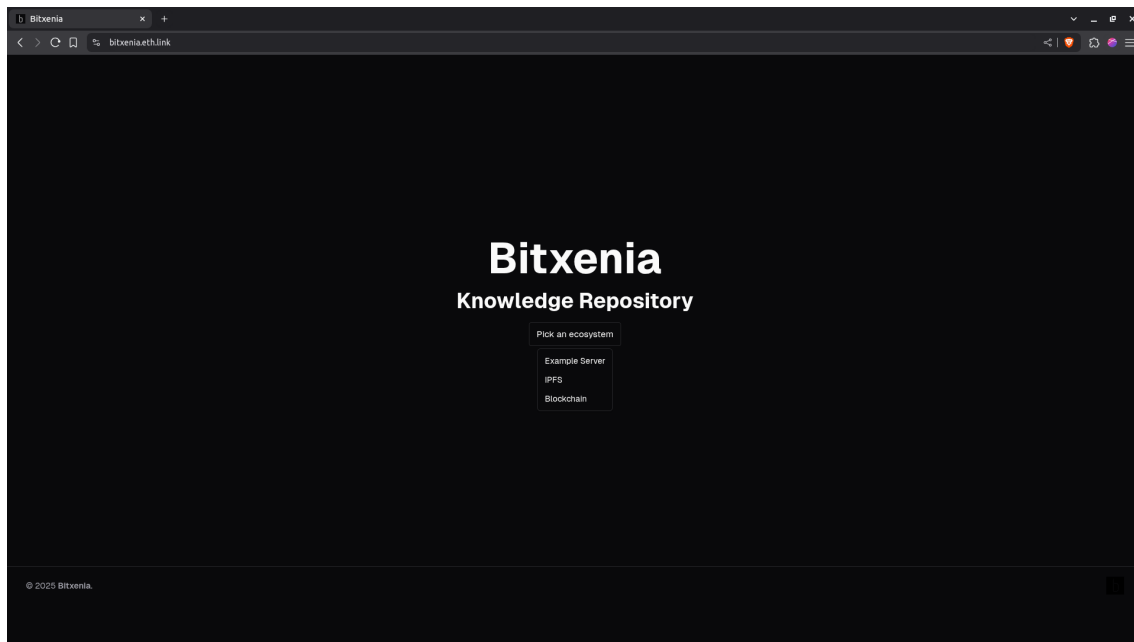 b Bitxenia
bitxenia.eth.link
Bitxenia
Knowledge Repository
Pick an ecosystem
Example Server
IPFS
Blockchain
© 2025 Bitxenia.
b